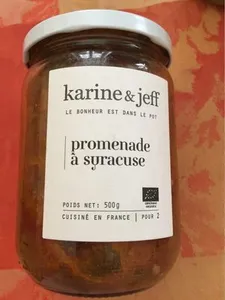 karine & jeff
LE BONHEUR EST DANS LE POT
promenade
à syracuse
POIDS NET: 500g
CUISINÉ EN FRANCE | POUR 2